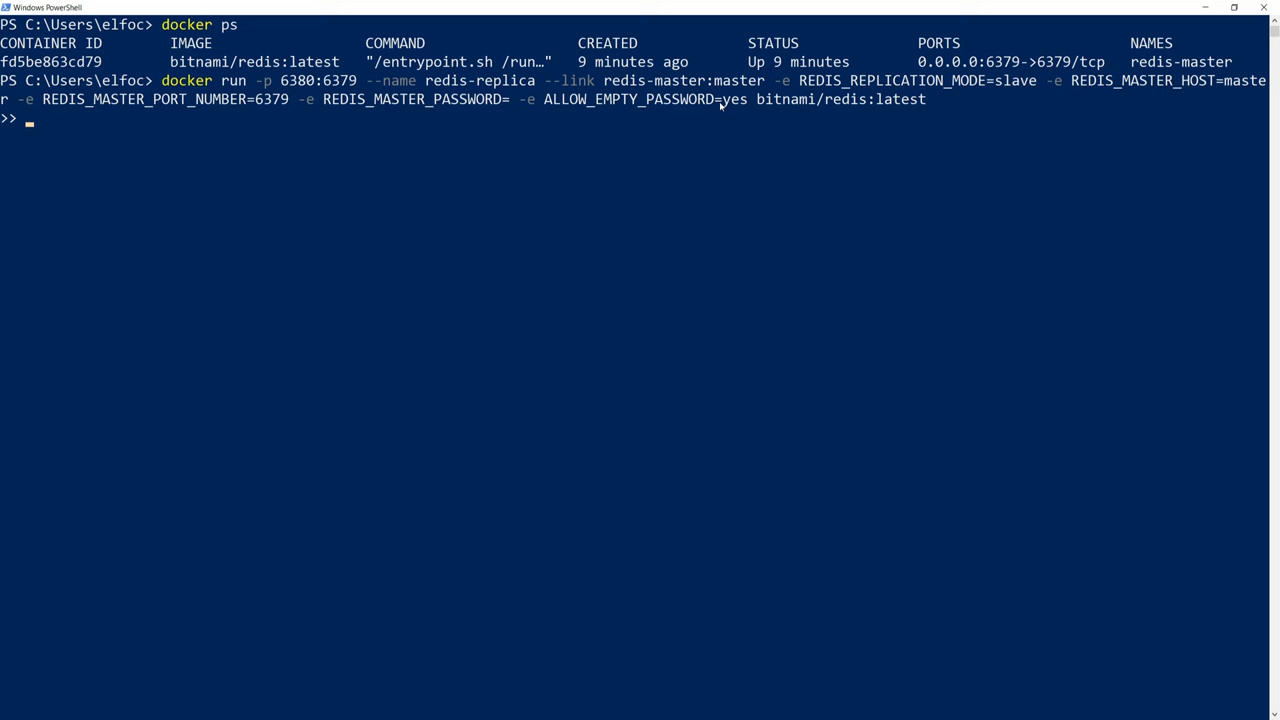 Windows PowerShell
PS C:\Users\elfoc> docker ps
CONTAINER ID        IMAGE                  COMMAND                  CREATED             STATUS              PORTS                    NAMES
fd5be863cd79        bitnami/redis:latest   "/entrypoint.sh /run…"   9 minutes ago       Up 9 minutes        0.0.0.0:6379->6379/tcp   redis-master
PS C:\Users\elfoc> docker run -p 6380:6379 --name redis-replica --link redis-master:master -e REDIS_REPLICATION_MODE=slave -e REDIS_MASTER_HOST=maste
r -e REDIS_MASTER_PORT_NUMBER=6379 -e REDIS_MASTER_PASSWORD= -e ALLOW_EMPTY_PASSWORD=yes bitnami/redis:latest
>>